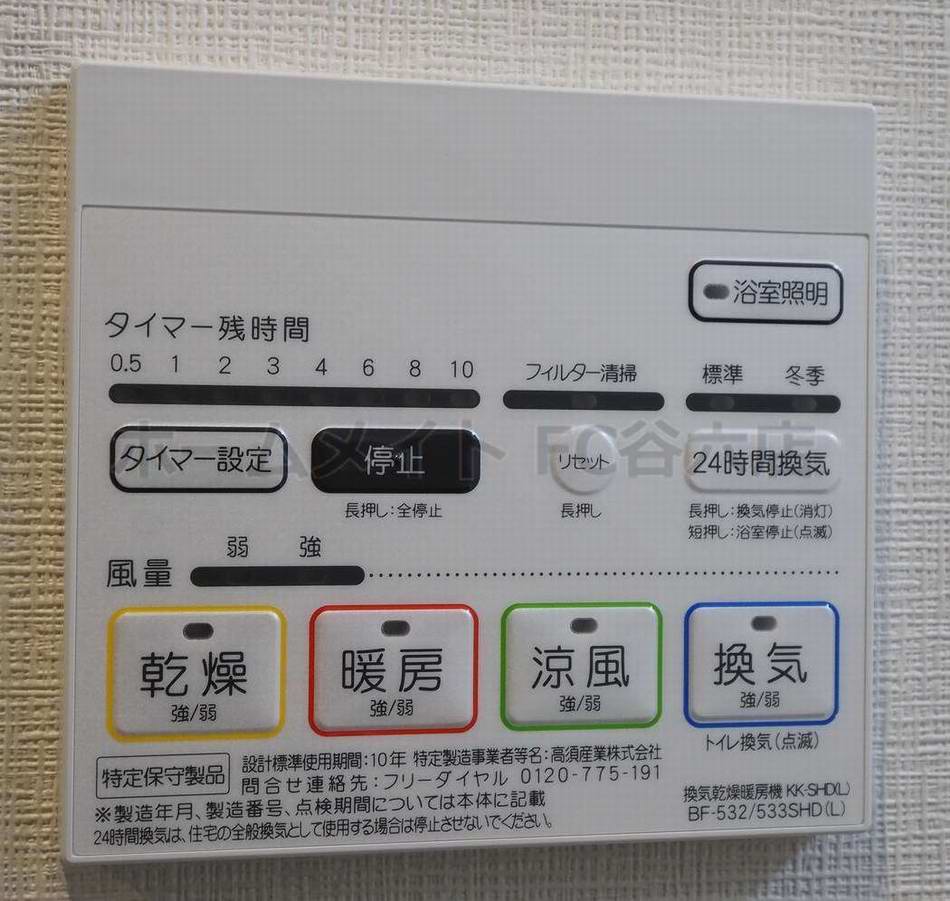 浴室照明
タイマー残時間
0.5 1 2 3 4 6 8 10
フィルター清掃
標準 冬季
タイマー設定
停止
リセット
24時間換気
長押し:全停止
長押し
長押し:換気停止(消灯)
短押し:浴室停止(点滅)
弱 強
風量
乾燥
強/弱
暖房
強/弱
涼風
強/弱
換気
強/弱
トイレ換気(点滅)
特定保守製品
設計標準使用期間:10年 特定製造事業者等名:高須産業株式会社
問合せ連絡先:フリーダイヤル 0120-775-191
※製造年月、製造番号、点検期間については本体に記載
24時間換気は、住宅の全般換気として使用する場合は停止させないでください。
換気乾燥暖房機 KK-SHD(L)
BF-532/533SHD(L)